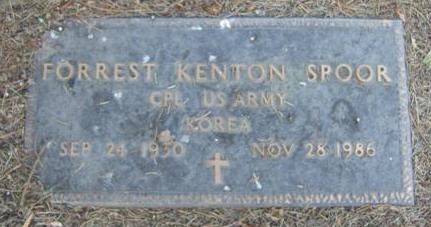 FORREST KENTON SPOOR
CPL US ARMY
KOREA
SEP 24 1930 NOV 28 1986